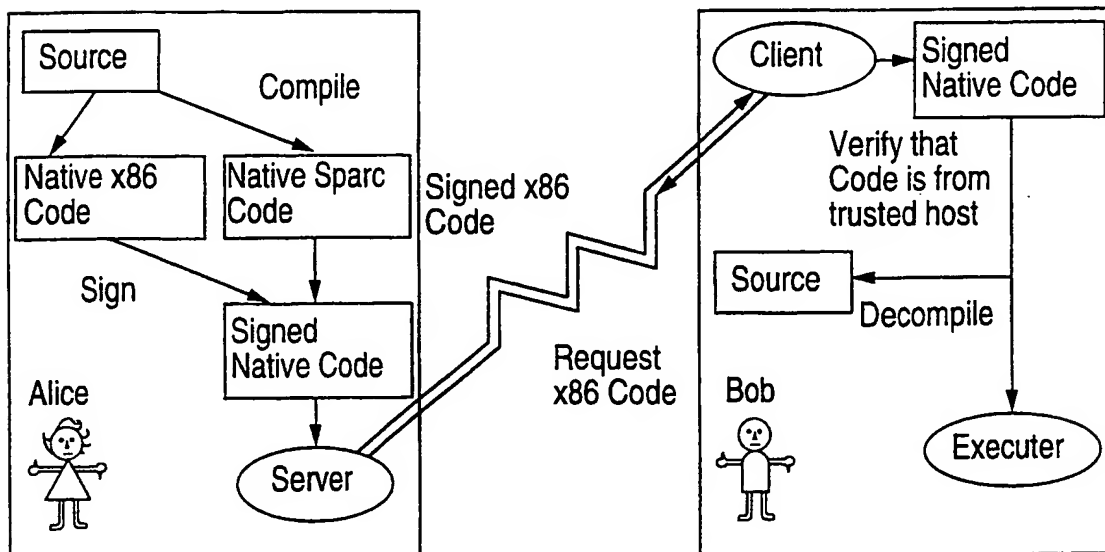 Source
Compile
Native x86
Code
Native Sparc
Code
Sign
Signed
Native Code
Alice
Server
Signed x86
Code
Request
x86 Code
Client
Signed
Native Code
Verify that
Code is from
trusted host
Source
Decompile
Bob
Executer